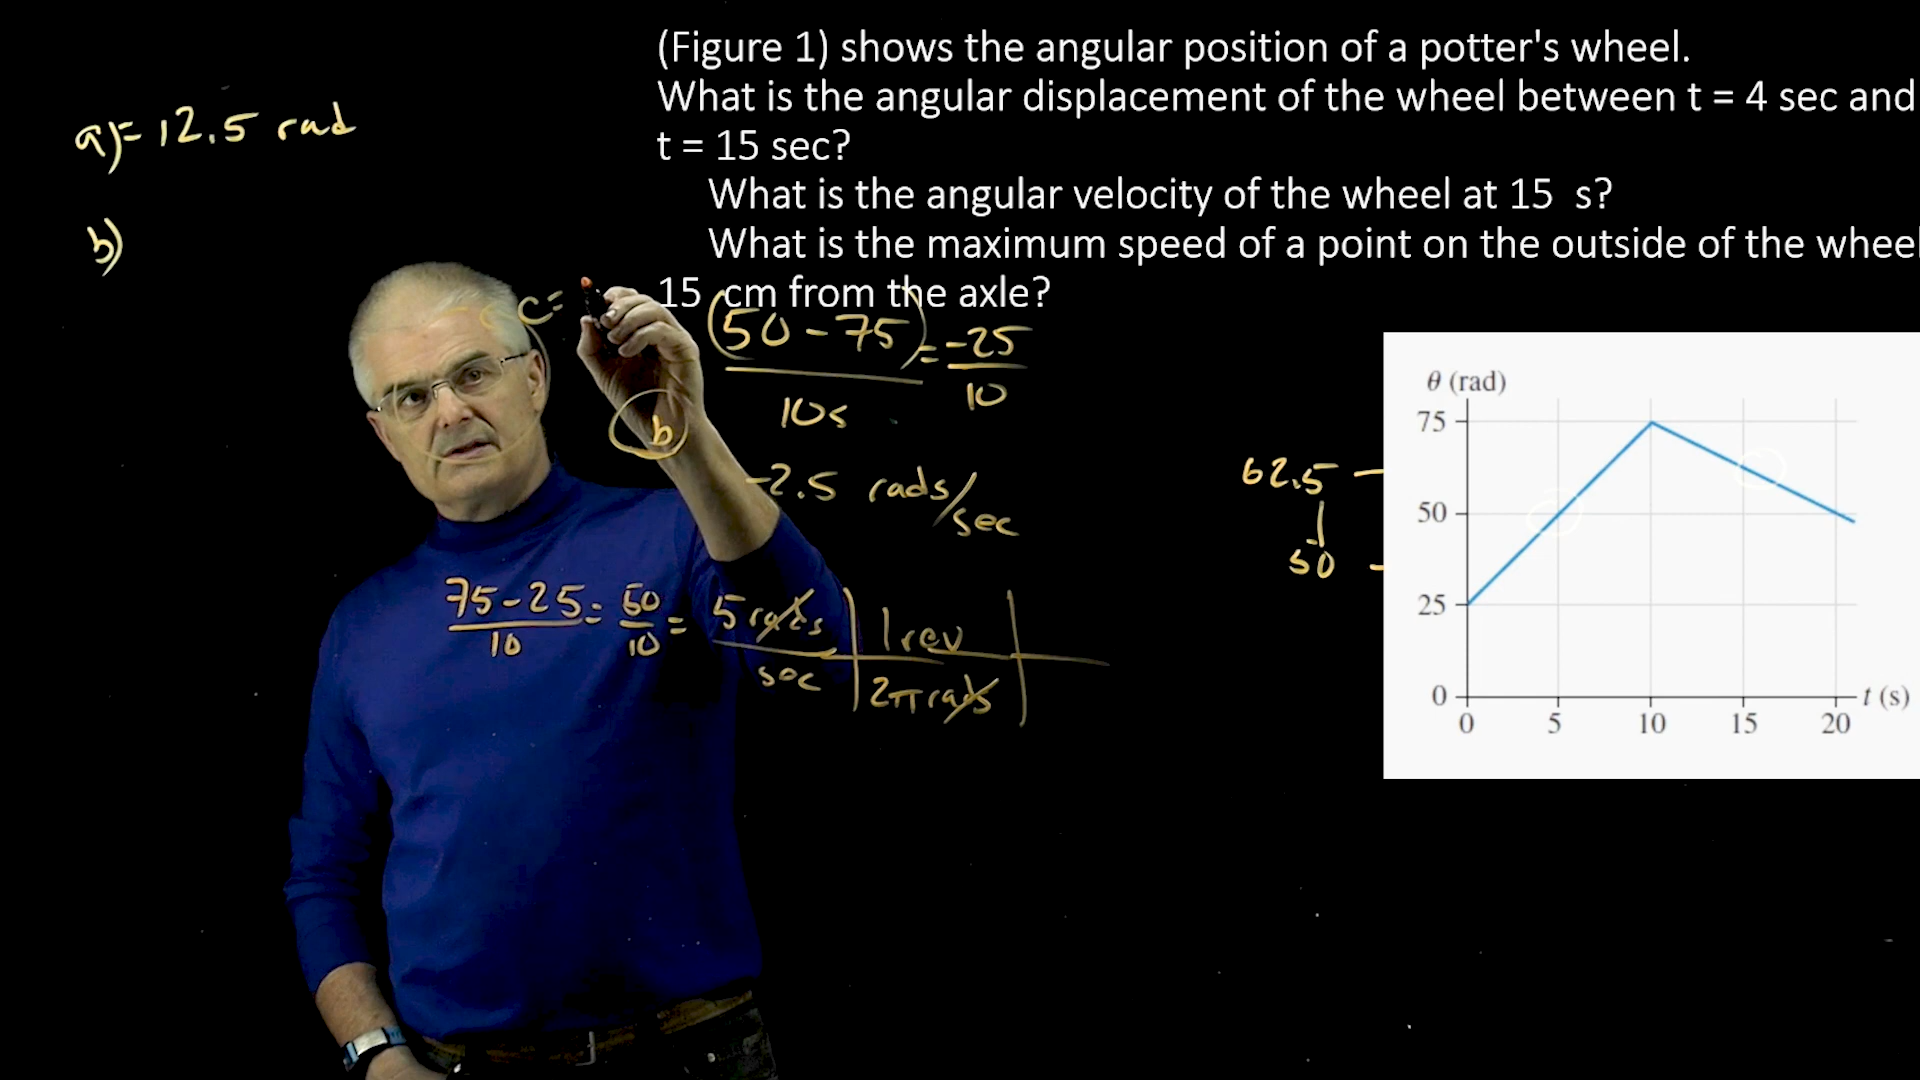 (Figure 1) shows the angular position of a potter's wheel.
What is the angular displacement of the wheel between t = 4 sec and
t = 15 sec?
What is the angular velocity of the wheel at 15 s?
What is the maximum speed of a point on the outside of the wheel
15 cm from the axle?
a) = 12.5 rad
b)
c =
(50 - 75) = -25
10s 10
b
-2.5 rads/sec
75-25 = 50 = 5 rads | 1 rev
10 10 sec | 2π rads
62.5
50
θ (rad)
75
50
25
0
0 5 10 15 20
t (s)